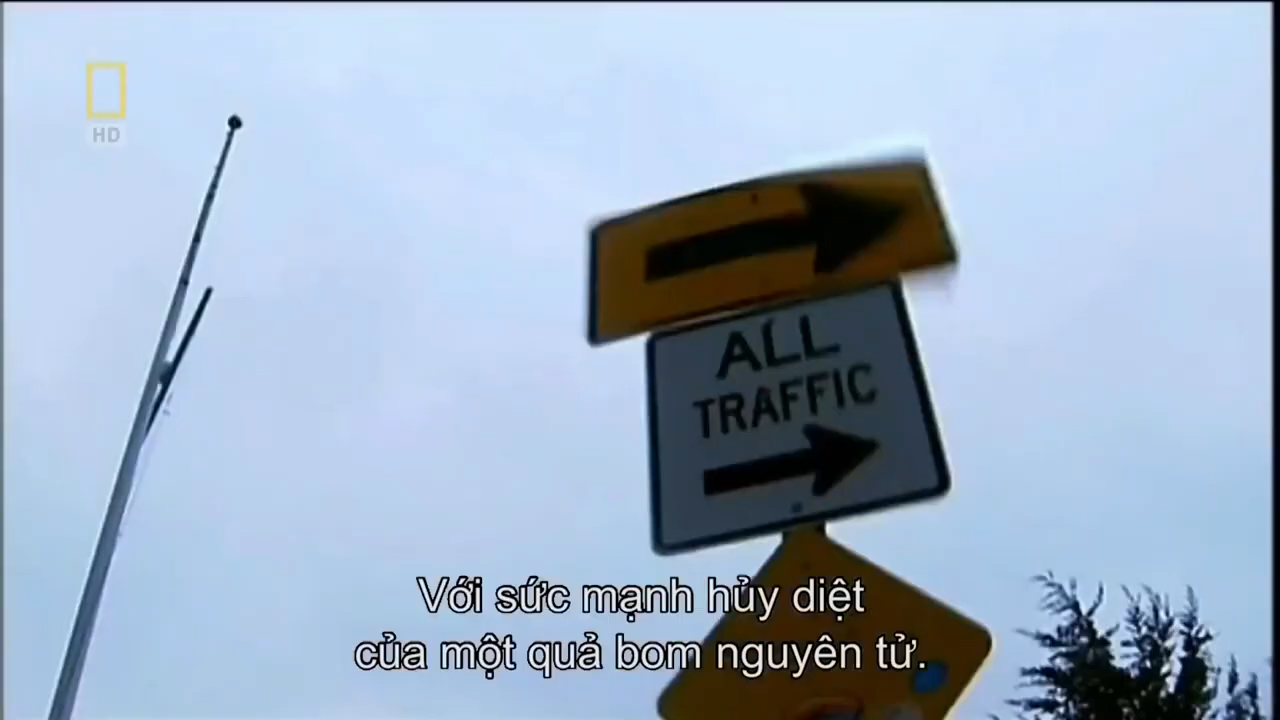 HD
ALL
TRAFFIC
Với sức mạnh hủy diệt
của một quả bom nguyên tử.